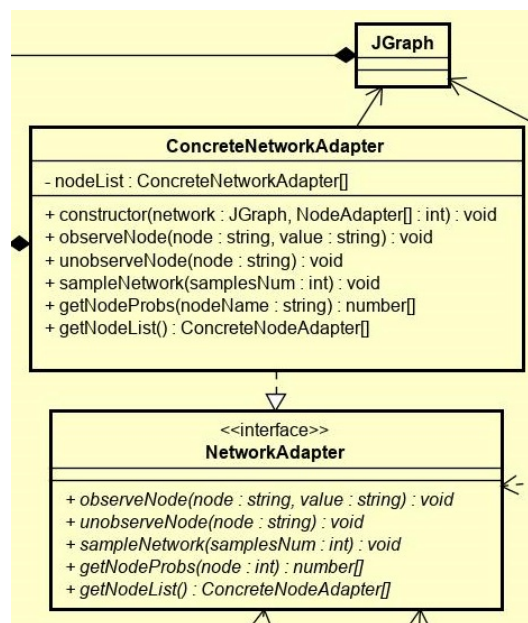 JGraph
ConcreteNetworkAdapter
- nodeList : ConcreteNetworkAdapter[]
+ constructor(network : JGraph, NodeAdapter[] : int) : void
+ observeNode(node : string, value : string) : void
+ unobserveNode(node : string) : void
+ sampleNetwork(samplesNum : int) : void
+ getNodeProbs(nodeName : string) : number[]
+ getNodeList() : ConcreteNodeAdapter[]
<<interface>>
NetworkAdapter
+ observeNode(node : string, value : string) : void
+ unobserveNode(node : string) : void
+ sampleNetwork(samplesNum : int) : void
+ getNodeProbs(node : int) : number[]
+ getNodeList() : ConcreteNodeAdapter[]